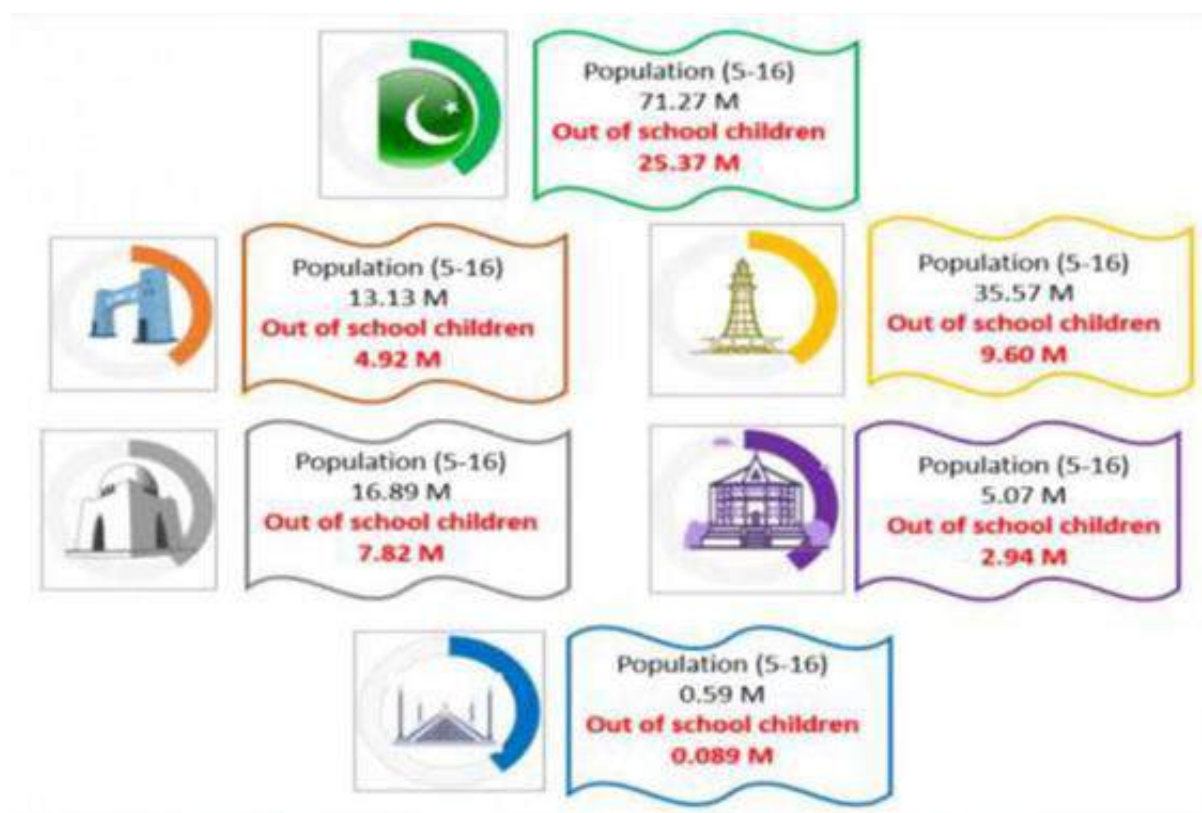 Population (5-16)
71.27 M
Out of school children
25.37 M
Population (5-16)
13.13 M
Out of school children
4.92 M
Population (5-16)
35.57 M
Out of school children
9.60 M
Population (5-16)
16.89 M
Out of school children
7.82 M
Population (5-16)
5.07 M
Out of school children
2.94 M
Population (5-16)
0.59 M
Out of school children
0.089 M